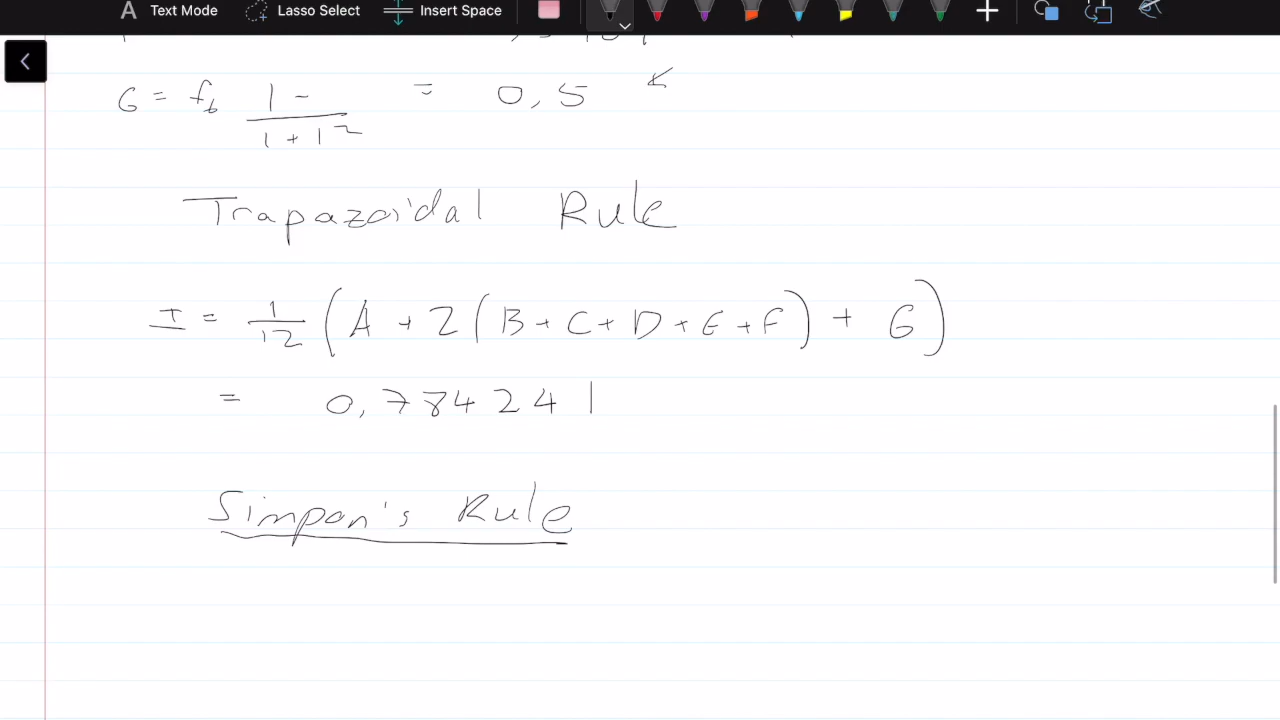 Text Mode Lasso Select Insert Space
G = f₆ 1 / 1 + 1² = 0,5
Trapazoidal Rule
I = 1/12 (A + 2(B + C + D + E + F) + G)
= 0,784241
Simpon's Rule